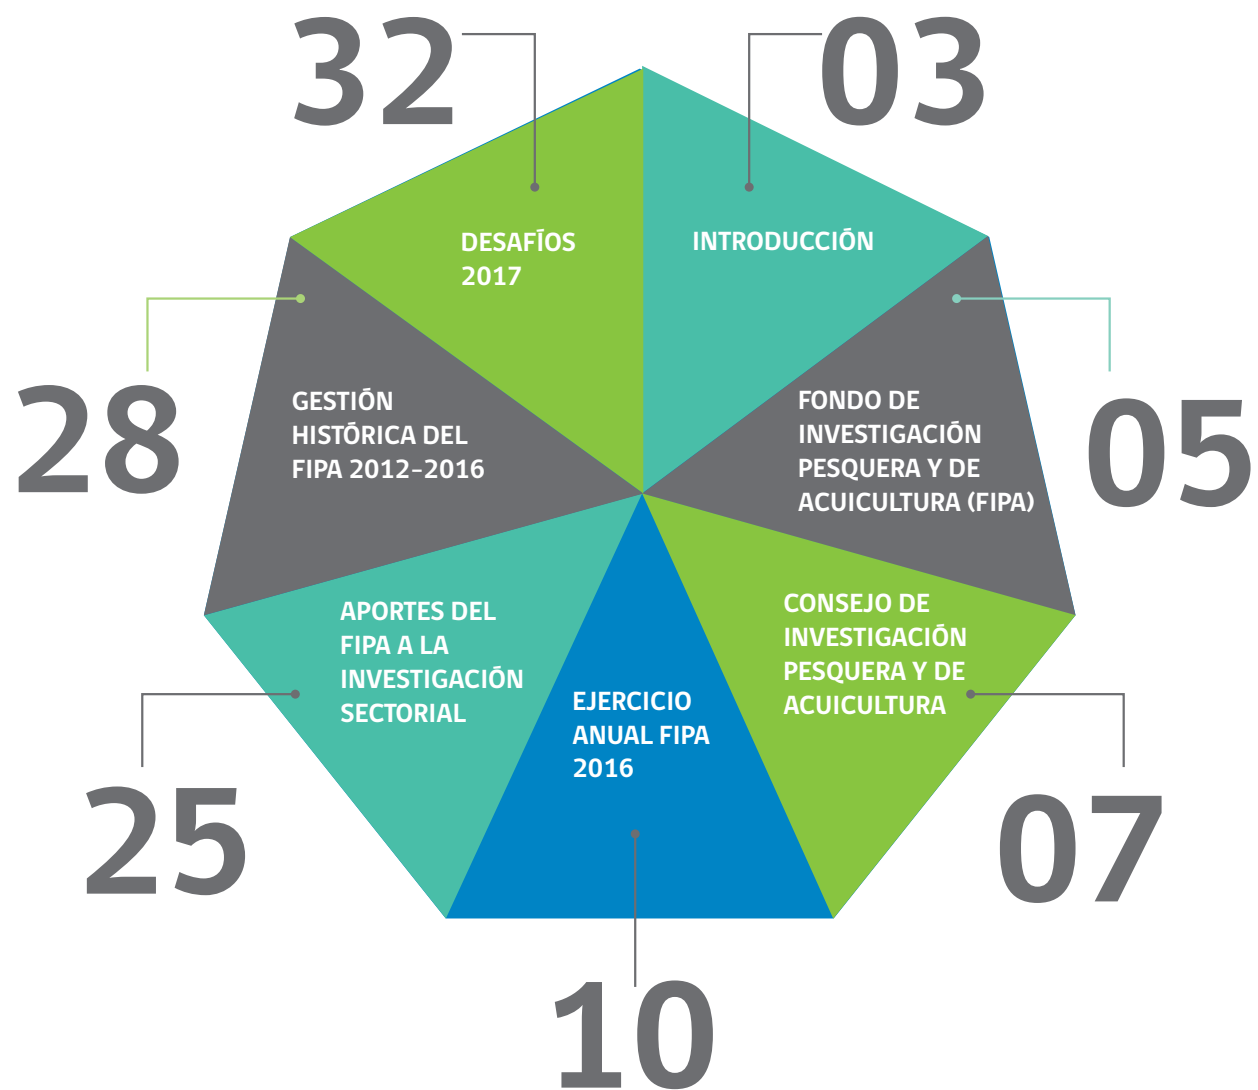 03
INTRODUCCIÓN
05
FONDO DE
INVESTIGACIÓN
PESQUERA Y DE
ACUICULTURA (FIPA)
07
CONSEJO DE
INVESTIGACIÓN
PESQUERA Y DE
ACUICULTURA
10
EJERCICIO
ANUAL FIPA
2016
25
APORTES DEL
FIPA A LA
INVESTIGACIÓN
SECTORIAL
28
GESTIÓN
HISTÓRICA DEL
FIPA 2012-2016
32
DESAFÍOS
2017